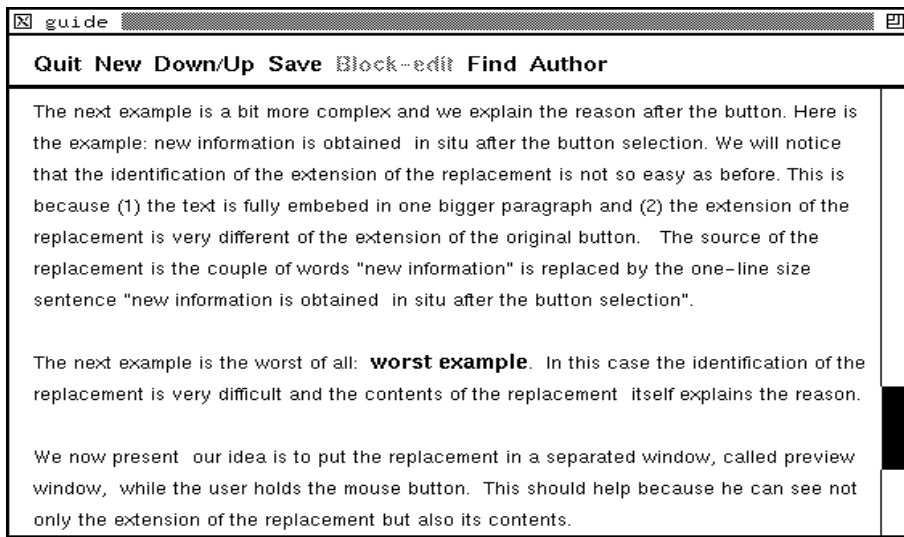 guide
Quit New Down/Up Save Block-edit Find Author
The next example is a bit more complex and we explain the reason after the button. Here is
the example: new information is obtained in situ after the button selection. We will notice
that the identification of the extension of the replacement is not so easy as before. This is
because (1) the text is fully embebed in one bigger paragraph and (2) the extension of the
replacement is very different of the extension of the original button. The source of the
replacement is the couple of words "new information" is replaced by the one-line size
sentence "new information is obtained in situ after the button selection".
The next example is the worst of all: worst example. In this case the identification of the
replacement is very difficult and the contents of the replacement itself explains the reason.
We now present our idea is to put the replacement in a separated window, called preview
window, while the user holds the mouse button. This should help because he can see not
only the extension of the replacement but also its contents.